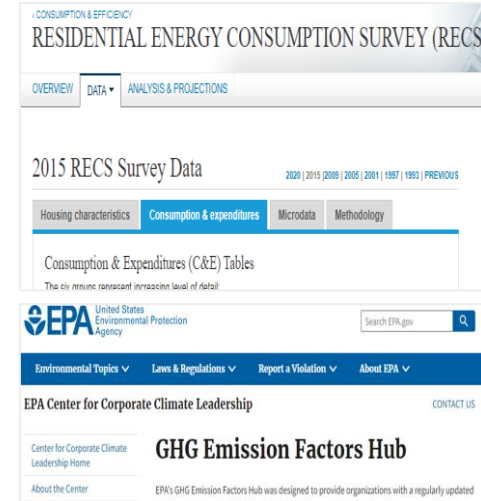 ‹ CONSUMPTION & EFFICIENCY
RESIDENTIAL ENERGY CONSUMPTION SURVEY (RECS
OVERVIEW DATA ▾ ANALYSIS & PROJECTIONS
2015 RECS Survey Data
2020 | 2015 |2009 | 2005 | 2001 | 1997 | 1993 | PREVIOUS
Housing characteristics Consumption & expenditures Microdata Methodology
Consumption & Expenditures (C&E) Tables
The six groups represent increasing level of detail:
EPA United States
Environmental Protection
Agency
Search EPA.gov
Environmental Topics Laws & Regulations Report a Violation About EPA
EPA Center for Corporate Climate Leadership CONTACT US
Center for Corporate Climate
Leadership Home
About the Center
GHG Emission Factors Hub
EPA's GHG Emission Factors Hub was designed to provide organizations with a regularly updated